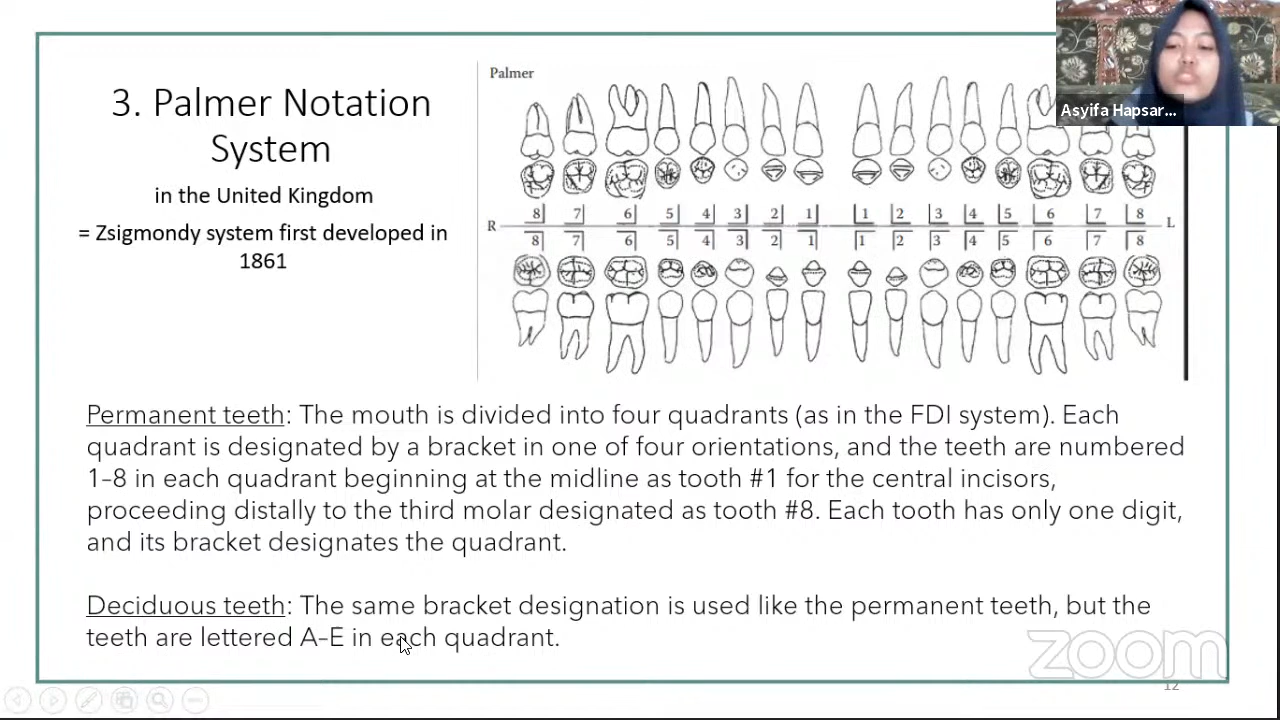 3. Palmer Notation
System
in the United Kingdom
= Zsigmondy system first developed in
1861
Palmer
Asyifa Hapsar...
8 7 6 5 4 3 2 1 1 2 3 4 5 6 7 8
R L
8 7 6 5 4 3 2 1 1 2 3 4 5 6 7 8
Permanent teeth: The mouth is divided into four quadrants (as in the FDI system). Each
quadrant is designated by a bracket in one of four orientations, and the teeth are numbered
1–8 in each quadrant beginning at the midline as tooth #1 for the central incisors,
proceeding distally to the third molar designated as tooth #8. Each tooth has only one digit,
and its bracket designates the quadrant.
Deciduous teeth: The same bracket designation is used like the permanent teeth, but the
teeth are lettered A–E in each quadrant.
zoom
12